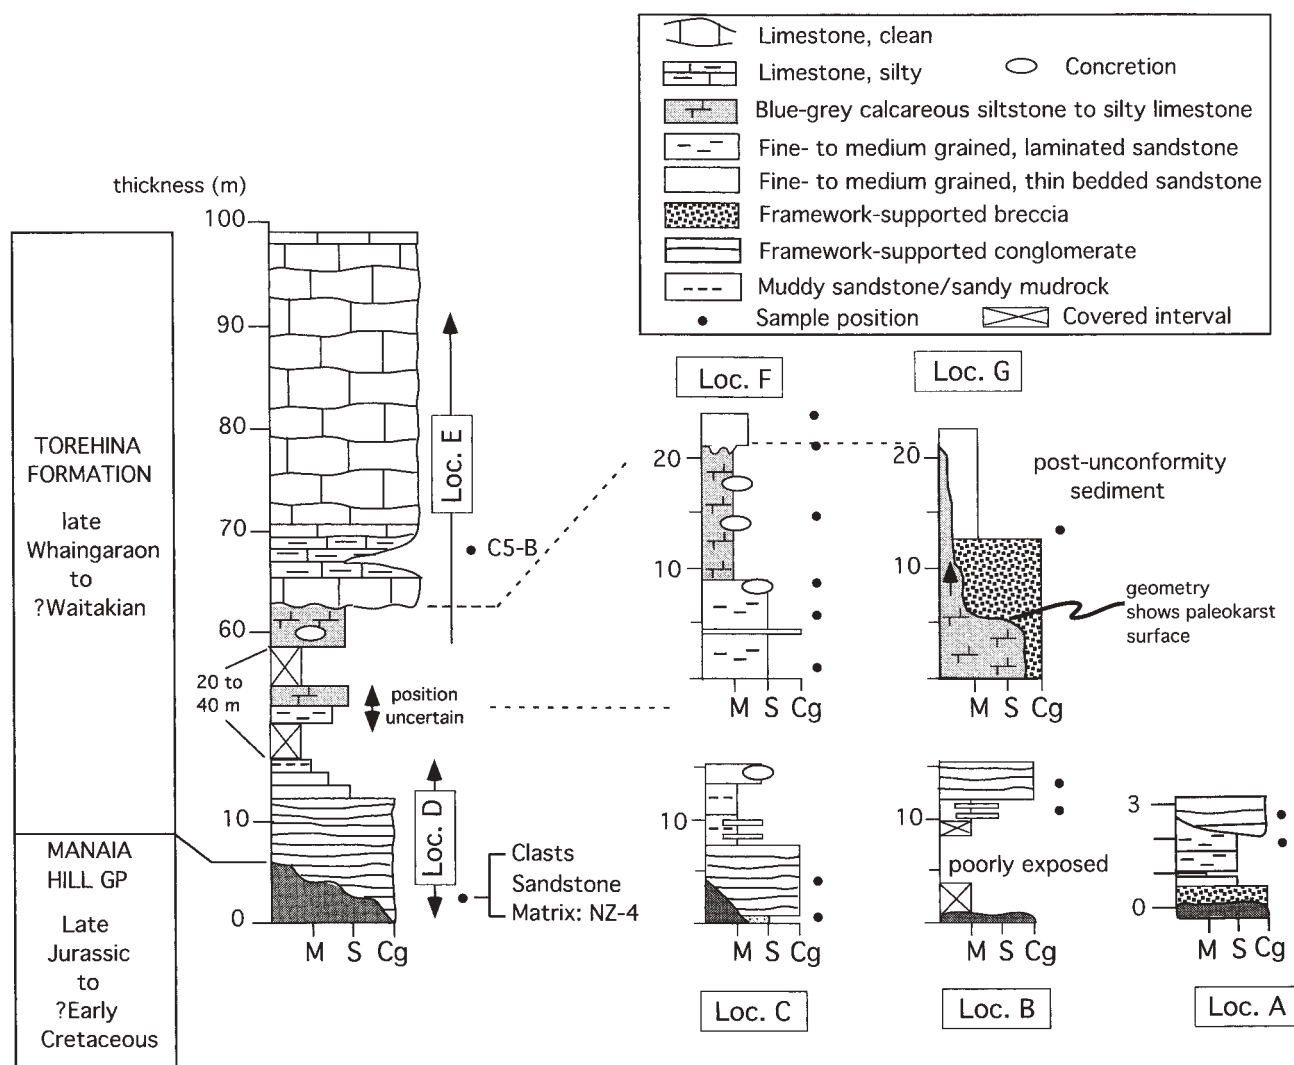 Limestone, clean
Limestone, silty
Concretion
Blue-grey calcareous siltstone to silty limestone
Fine- to medium grained, laminated sandstone
Fine- to medium grained, thin bedded sandstone
Framework-supported breccia
Framework-supported conglomerate
Muddy sandstone/sandy mudrock
Sample position
Covered interval
thickness (m)
100
90
80
70
60
20 to
40 m
10
0
M S Cg
TOREHINA
FORMATION
late
Whaingaraon
to
?Waitakian
MANAIA
HILL GP
Late
Jurassic
to
?Early
Cretaceous
Loc. E
C5-B
position
uncertain
Loc. D
Clasts
Sandstone
Matrix: NZ-4
Loc. F
20
10
M S Cg
Loc. G
20
10
M S Cg
post-unconformity
sediment
geometry
shows paleokarst
surface
10
M S Cg
Loc. C
10
poorly exposed
M S Cg
Loc. B
3
0
M S Cg
Loc. A